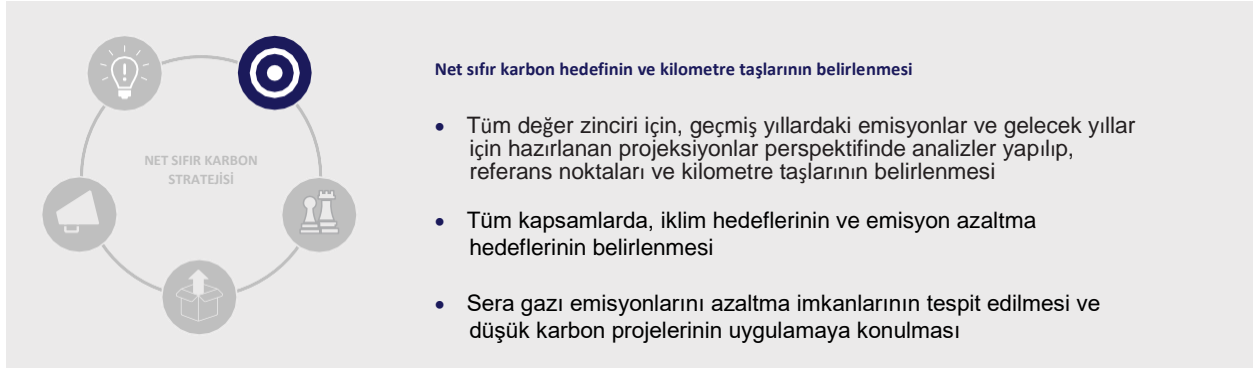 NET SIFIR KARBON
STRATEJİSİ
Net sıfır karbon hedefinin ve kilometre taşlarının belirlenmesi
• Tüm değer zinciri için, geçmiş yıllardaki emisyonlar ve gelecek yıllar
için hazırlanan projeksiyonlar perspektifinde analizler yapılıp,
referans noktaları ve kilometre taşlarının belirlenmesi
• Tüm kapsamlarda, iklim hedeflerinin ve emisyon azaltma
hedeflerinin belirlenmesi
• Sera gazı emisyonlarını azaltma imkanlarının tespit edilmesi ve
düşük karbon projelerinin uygulamaya konulması